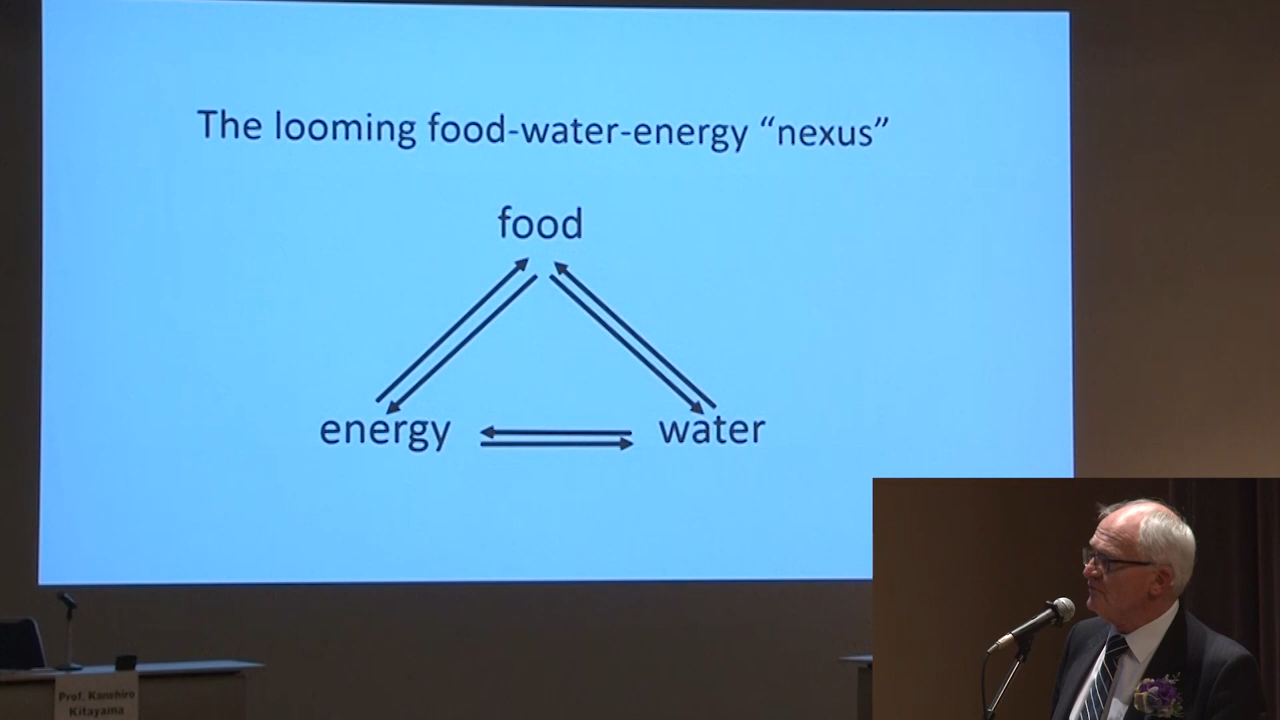 The looming food-water-energy “nexus”
food
energy
water
Prof. Kanehiro
Kitayama